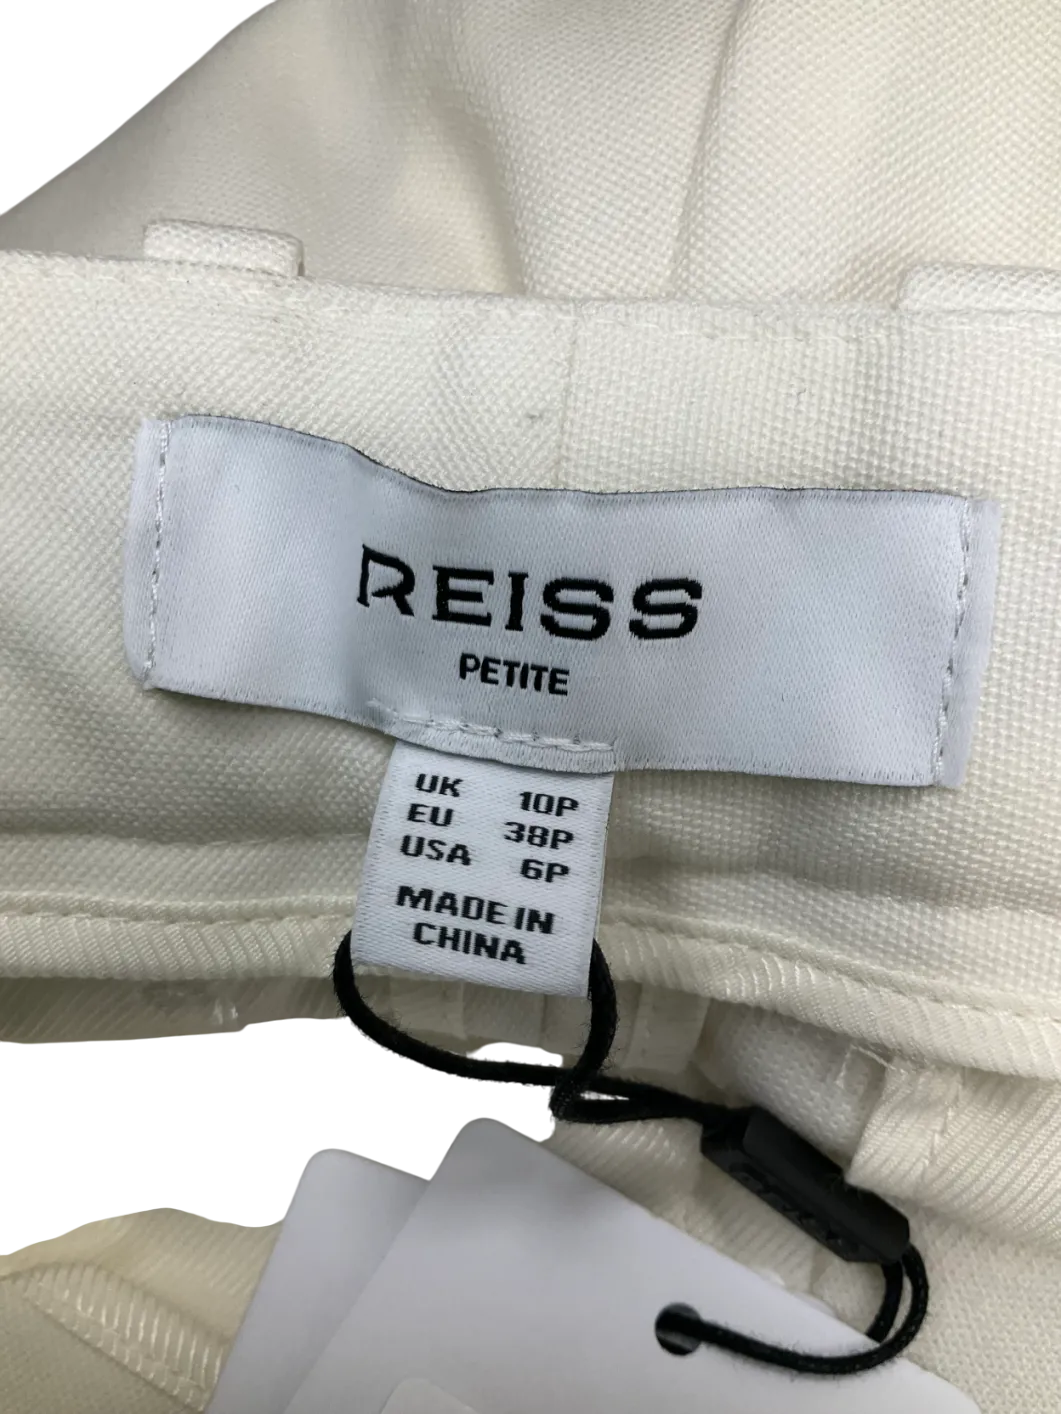 REISS
PETITE
UK 10P
EU 38P
USA 6P
MADE IN
CHINA